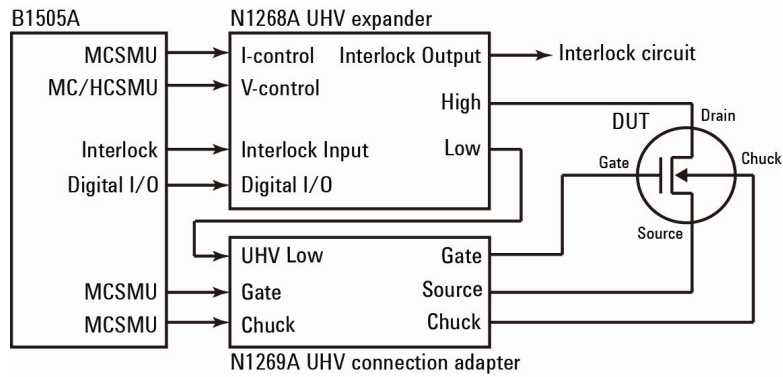 B1505A
N1268A UHV expander
MCSMU
I-control
Interlock Output
Interlock circuit
MC/HCSMU
V-control
High
DUT
Drain
Interlock
Interlock Input
Low
Gate
Chuck
Digital I/O
Digital I/O
Source
UHV Low
Gate
MCSMU
Gate
Source
MCSMU
Chuck
Chuck
N1269A UHV connection adapter